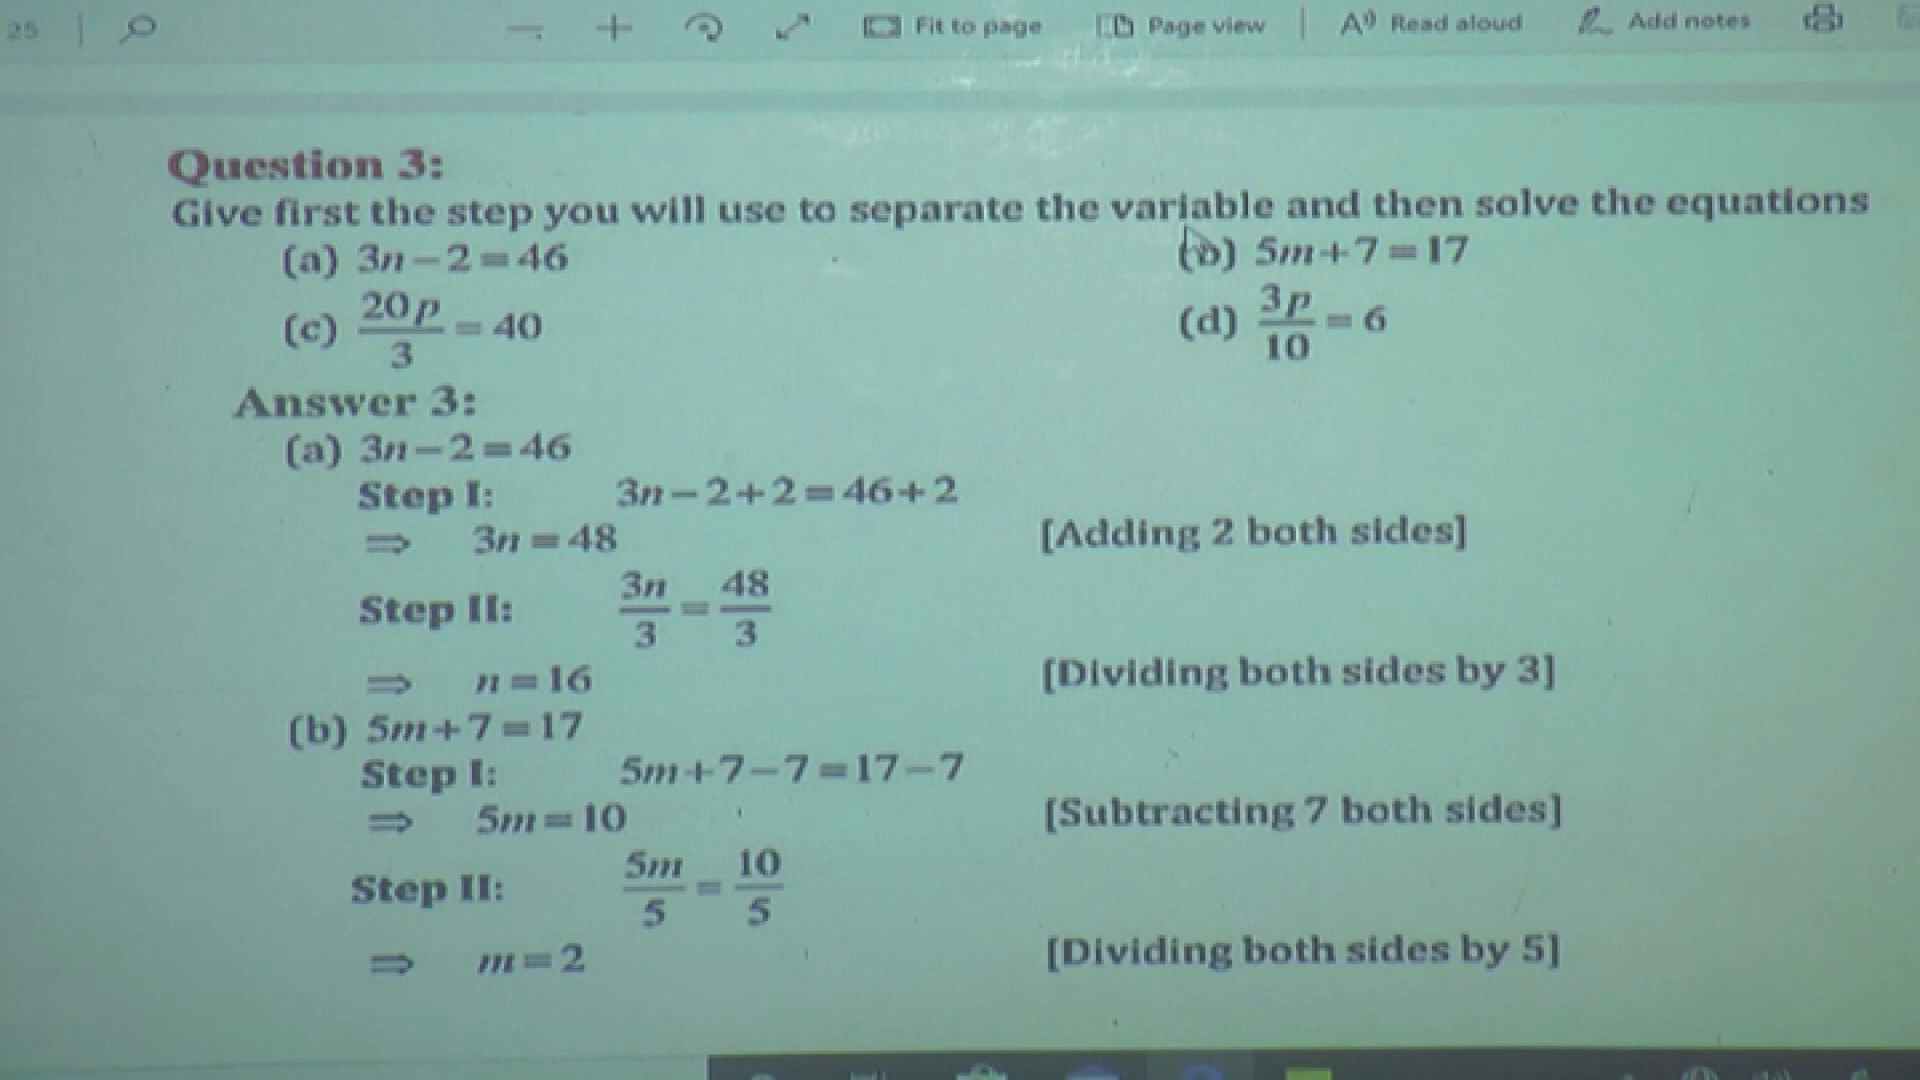 25 Fit to page Page view Read aloud Add notes
Question 3:
Give first the step you will use to separate the variable and then solve the equations
(a) 3n − 2 = 46 (b) 5m + 7 = 17
(c) 20p/3 = 40 (d) 3p/10 = 6
Answer 3:
(a) 3n − 2 = 46
Step I: 3n − 2 + 2 = 46 + 2
⇒ 3n = 48 [Adding 2 both sides]
Step II: 3n/3 = 48/3
⇒ n = 16 [Dividing both sides by 3]
(b) 5m + 7 = 17
Step I: 5m + 7 − 7 = 17 − 7
⇒ 5m = 10 [Subtracting 7 both sides]
Step II: 5m/5 = 10/5
⇒ m = 2 [Dividing both sides by 5]